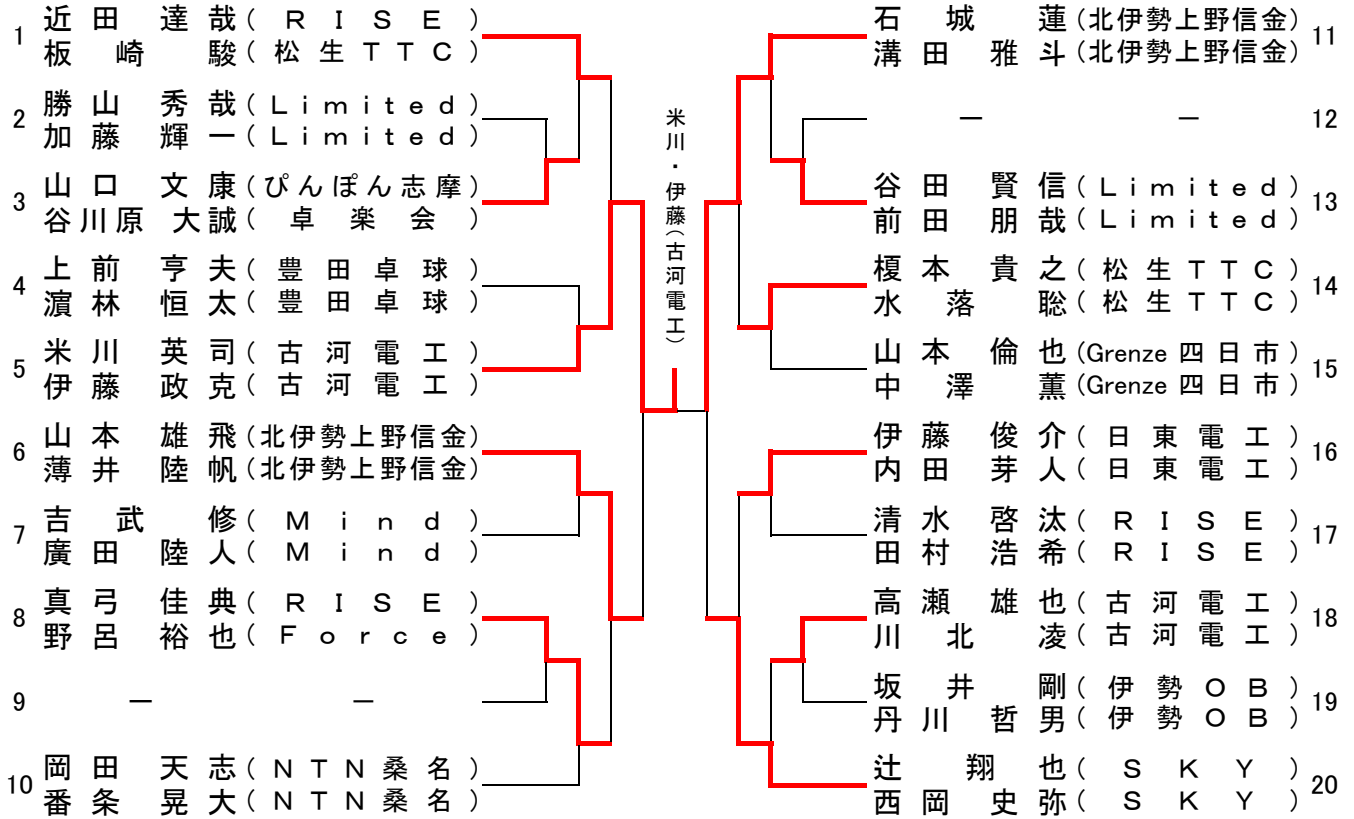 1
近田 達哉(RISE)
板崎 駿(松生TTC)
2
勝山 秀哉(Limited)
加藤 輝一(Limited)
3
山口 文康(ぴんぽん志摩)
谷川原 大誠(卓楽会)
4
上前 亨夫(豊田卓球)
濵林 恒太(豊田卓球)
5
米川 英司(古河電工)
伊藤 政克(古河電工)
6
山本 雄飛(北伊勢上野信金)
薄井 陸帆(北伊勢上野信金)
7
吉武 修(Mind)
廣田 陸人(Mind)
8
真弓 佳典(RISE)
野呂 裕也(Force)
9
― ―
10
岡田 天志(NTN桑名)
番条 晃大(NTN桑名)
米川・伊藤(古河電工)
石城 蓮(北伊勢上野信金)
溝田 雅斗(北伊勢上野信金)
11
― ―
12
谷田 賢信(Limited)
前田 朋哉(Limited)
13
榎本 貴之(松生TTC)
水落 聡(松生TTC)
14
山本 倫也(Grenze四日市)
中澤 薫(Grenze四日市)
15
伊藤 俊介(日東電工)
内田 芽人(日東電工)
16
清水 啓汰(RISE)
田村 浩希(RISE)
17
高瀬 雄也(古河電工)
川北 凌(古河電工)
18
坂井 剛(伊勢OB)
丹川 哲男(伊勢OB)
19
辻 翔也(SKY)
西岡 史弥(SKY)
20